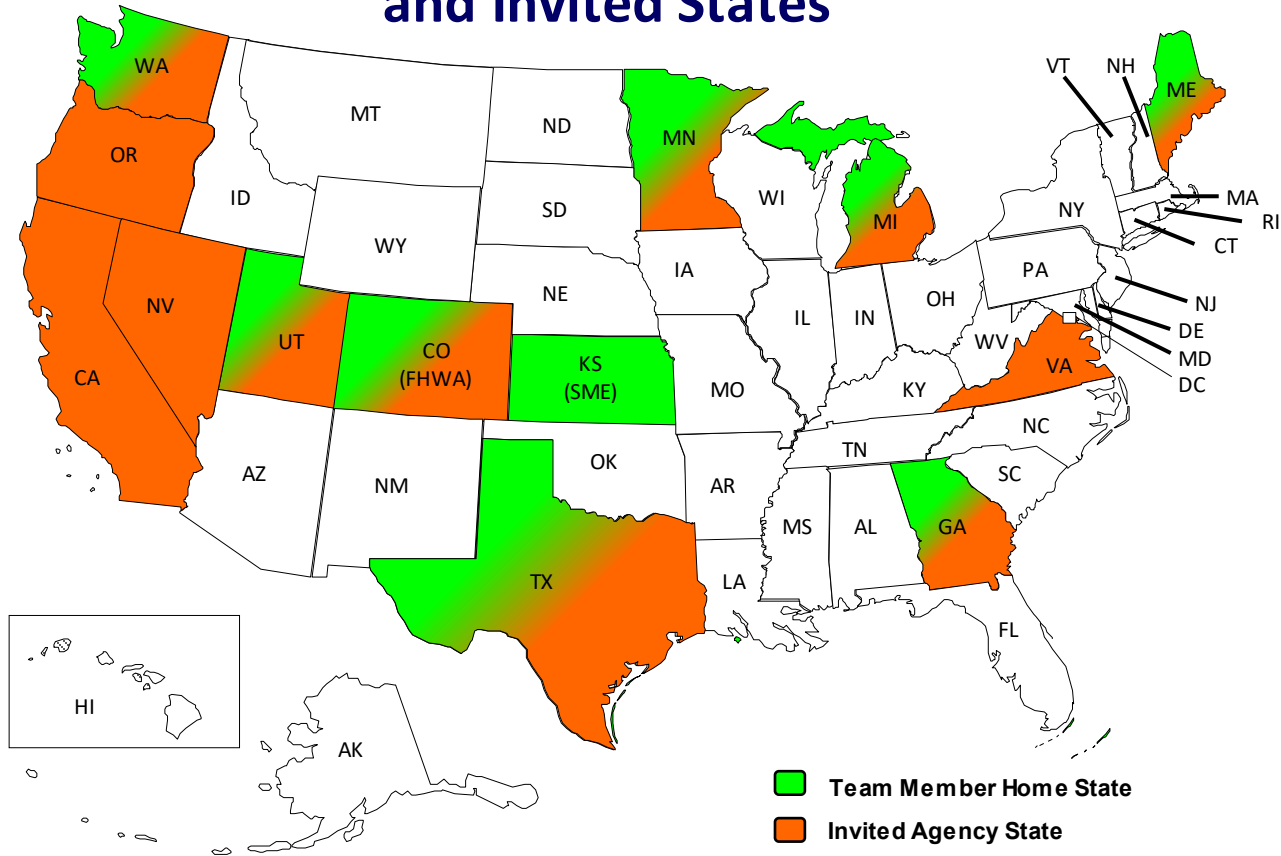 and Invited States
WA
MT
ND
MN
VT
NH
ME
OR
ID
SD
WI
NY
MA
RI
CT
MI
WY
IA
PA
NJ
NE
OH
NV
IL
IN
DE
UT
CO
(FHWA)
KS
(SME)
WV
VA
MD
DC
CA
MO
KY
NC
TN
AZ
NM
OK
AR
SC
MS
AL
GA
TX
LA
FL
HI
AK
Team Member Home State
Invited Agency State